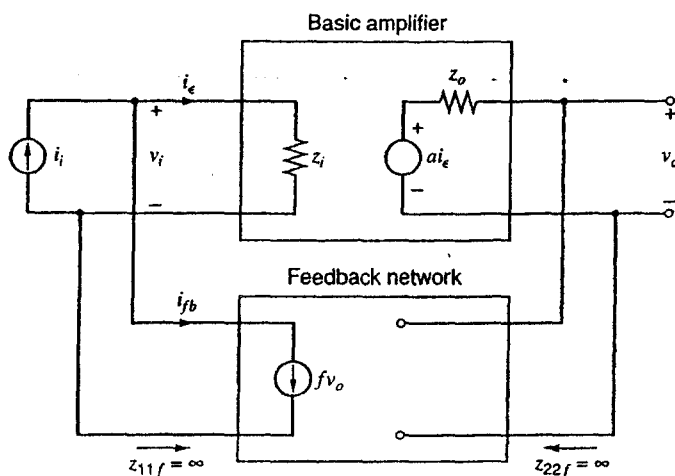 Basic amplifier
z_o
i_ϵ
+
+
+
i_i
v_i
z_i
ai_ϵ
v_o
−
−
−
Feedback network
i_fb
fv_o
z_11f = ∞
z_22f = ∞